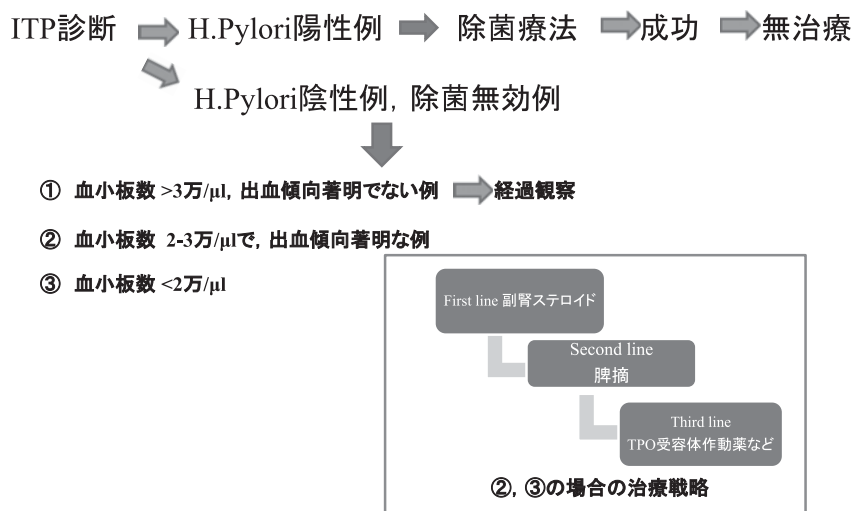 ITP診断 H.Pylori陽性例 除菌療法 成功 無治療
H.Pylori陰性例, 除菌無効例
① 血小板数 >3万/μl, 出血傾向著明でない例 経過観察
② 血小板数 2-3万/μlで, 出血傾向著明な例
③ 血小板数 <2万/μl
First line 副腎ステロイド
Second line
脾摘
Third line
TPO受容体作動薬など
②, ③の場合の治療戦略